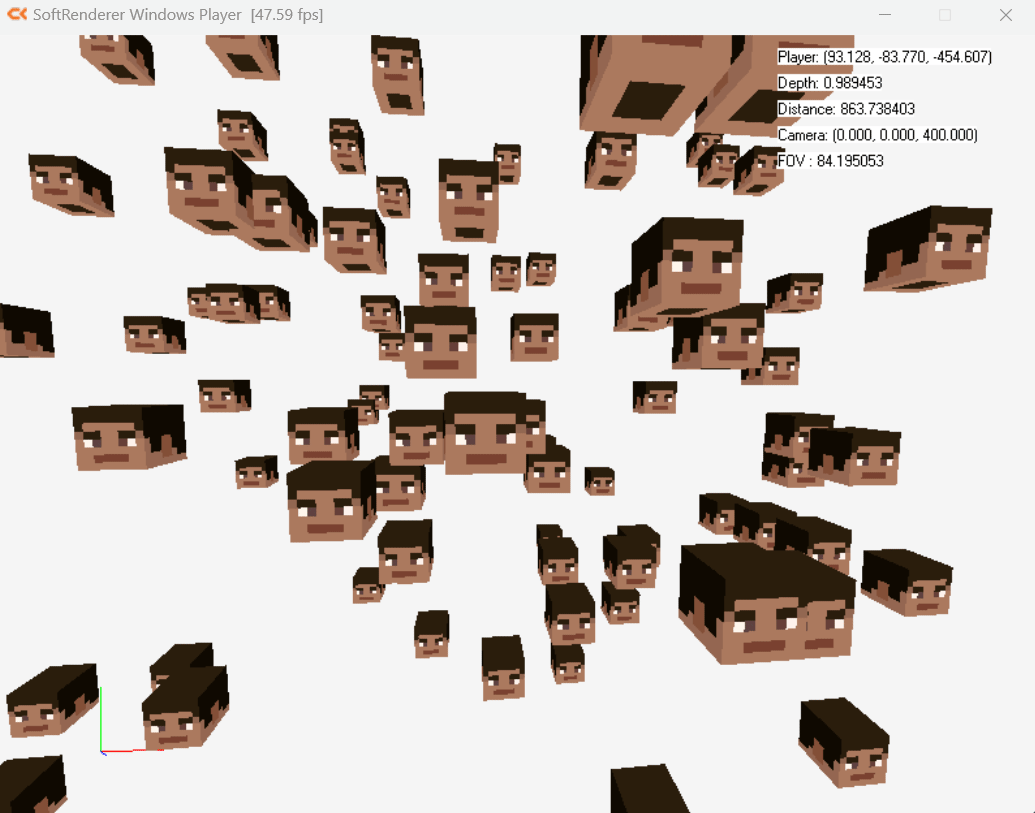 SoftRenderer Windows Player [47.59 fps]
Player: (93.128, -83.770, -454.607)
Depth: 0.989453
Distance: 863.738403
Camera: (0.000, 0.000, 400.000)
FOV : 84.195053